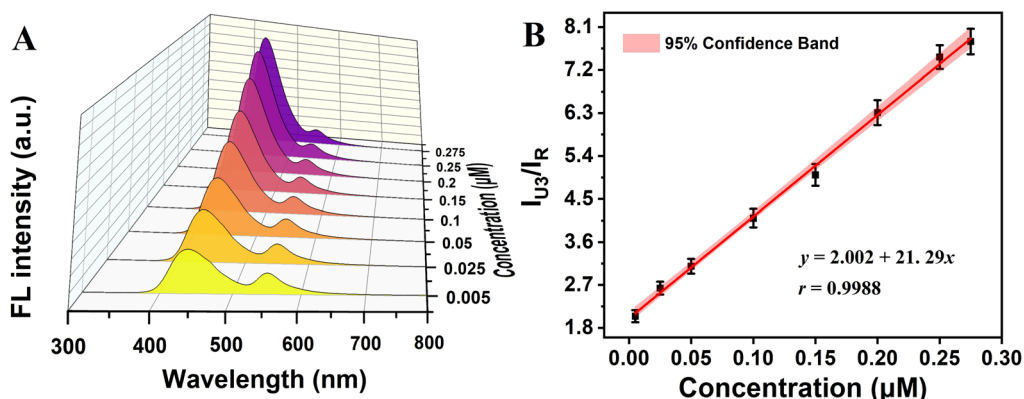 A
FL intensity (a.u.)
300
400
500
600
700
800
Wavelength (nm)
0.005
0.025
0.05
0.1
0.15
0.2
0.25
0.275
Concentration (μM)
B
95% Confidence Band
I_U3/I_R
8.1
7.2
6.3
5.4
4.5
3.6
2.7
1.8
y = 2.002 + 21. 29x
r = 0.9988
0.00
0.05
0.10
0.15
0.20
0.25
0.30
Concentration (μM)